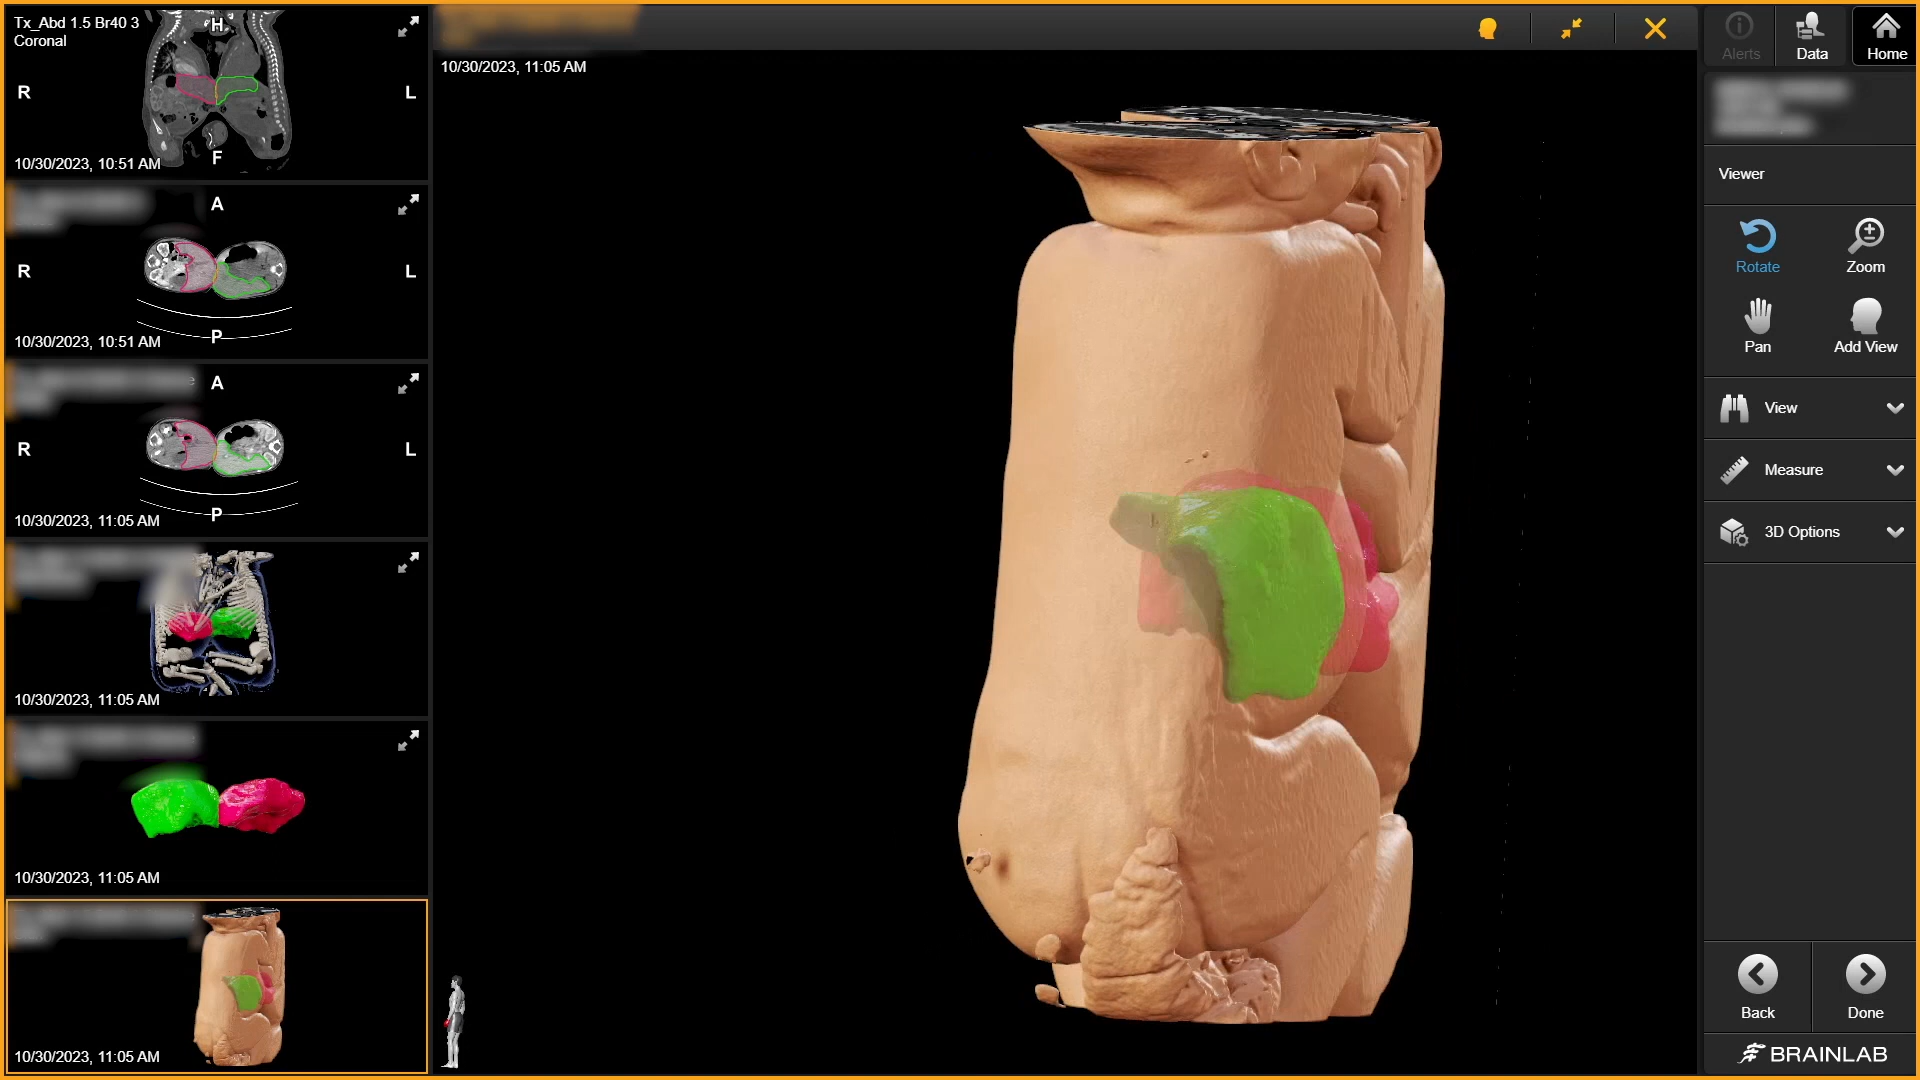 Tx_Abd 1.5 Br40 3
Coronal
H
R
L
F
10/30/2023, 10:51 AM
A
R
L
P
10/30/2023, 10:51 AM
A
R
L
P
10/30/2023, 11:05 AM
10/30/2023, 11:05 AM
10/30/2023, 11:05 AM
10/30/2023, 11:05 AM
10/30/2023, 11:05 AM
Alerts
Data
Home
Viewer
Rotate
Zoom
Pan
Add View
View
Measure
3D Options
Back
Done
BRAINLAB